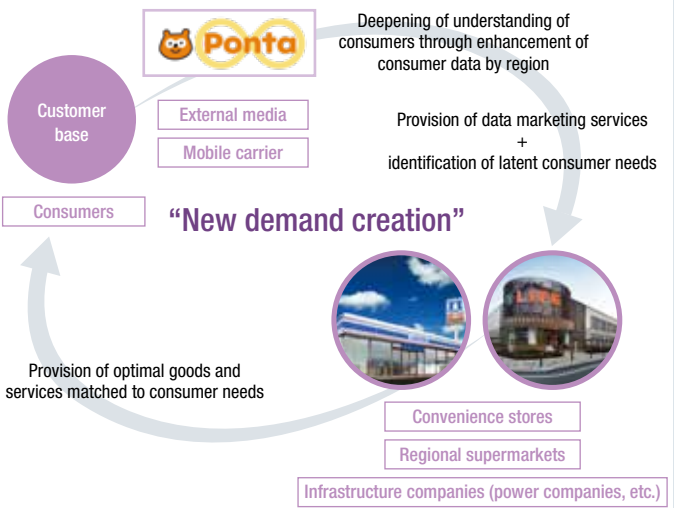 Ponta
Deepening of understanding of
consumers through enhancement of
consumer data by region
Customer
base
External media
Mobile carrier
Provision of data marketing services
+
identification of latent consumer needs
Consumers
“New demand creation”
LIFE
Provision of optimal goods and
services matched to consumer needs
Convenience stores
Regional supermarkets
Infrastructure companies (power companies, etc.)